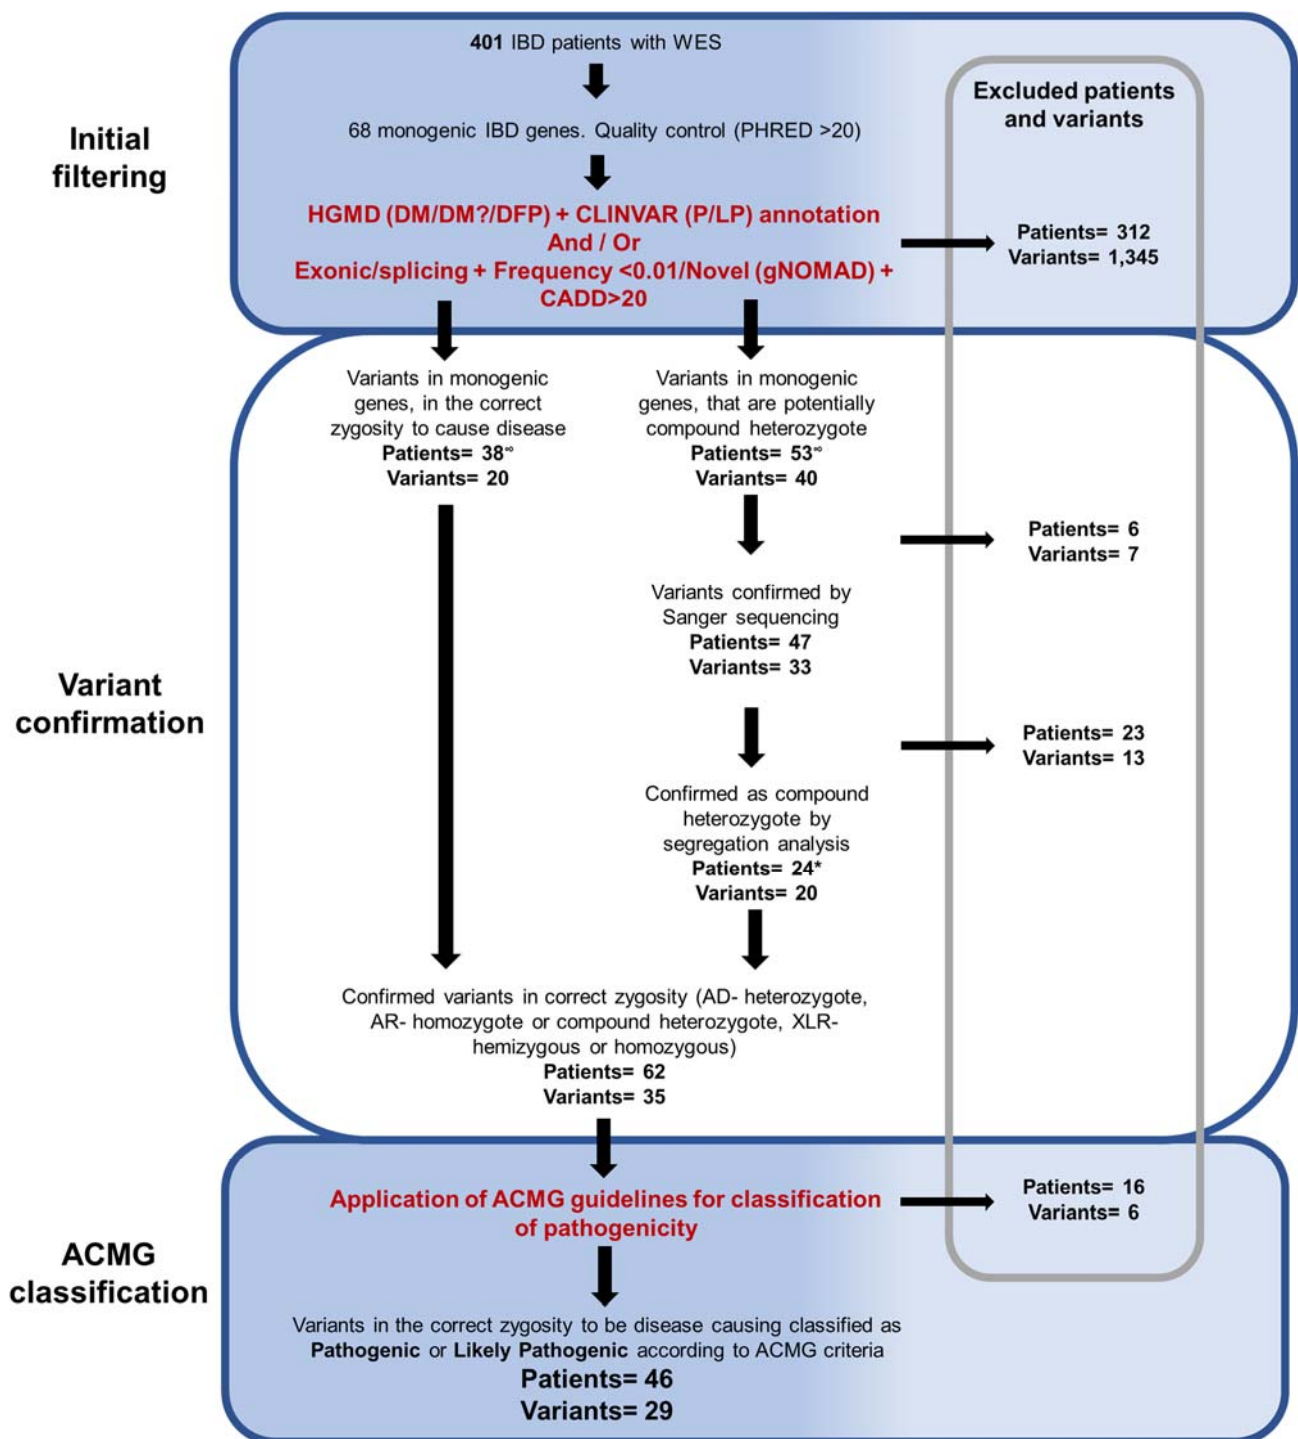 401 IBD patients with WES
Excluded patients
and variants
Initial
filtering
68 monogenic IBD genes. Quality control (PHRED >20)
HGMD (DM/DM?/DFP) + CLINVAR (P/LP) annotation
And / Or
Exonic/splicing + Frequency <0.01/Novel (gNOMAD) +
CADD>20
Patients= 312
Variants= 1,345
Variants in monogenic
genes, in the correct
zygosity to cause disease
Patients= 38∞
Variants= 20
Variants in monogenic
genes, that are potentially
compound heterozygote
Patients= 53∞
Variants= 40
Patients= 6
Variants= 7
Variant
confirmation
Variants confirmed by
Sanger sequencing
Patients= 47
Variants= 33
Patients= 23
Variants= 13
Confirmed as compound
heterozygote by
segregation analysis
Patients= 24*
Variants= 20
Confirmed variants in correct zygosity (AD- heterozygote,
AR- homozygote or compound heterozygote, XLR-
hemizygous or homozygous)
Patients= 62
Variants= 35
ACMG
classification
Application of ACMG guidelines for classification
of pathogenicity
Patients= 16
Variants= 6
Variants in the correct zygosity to be disease causing classified as
Pathogenic or Likely Pathogenic according to ACMG criteria
Patients= 46
Variants= 29